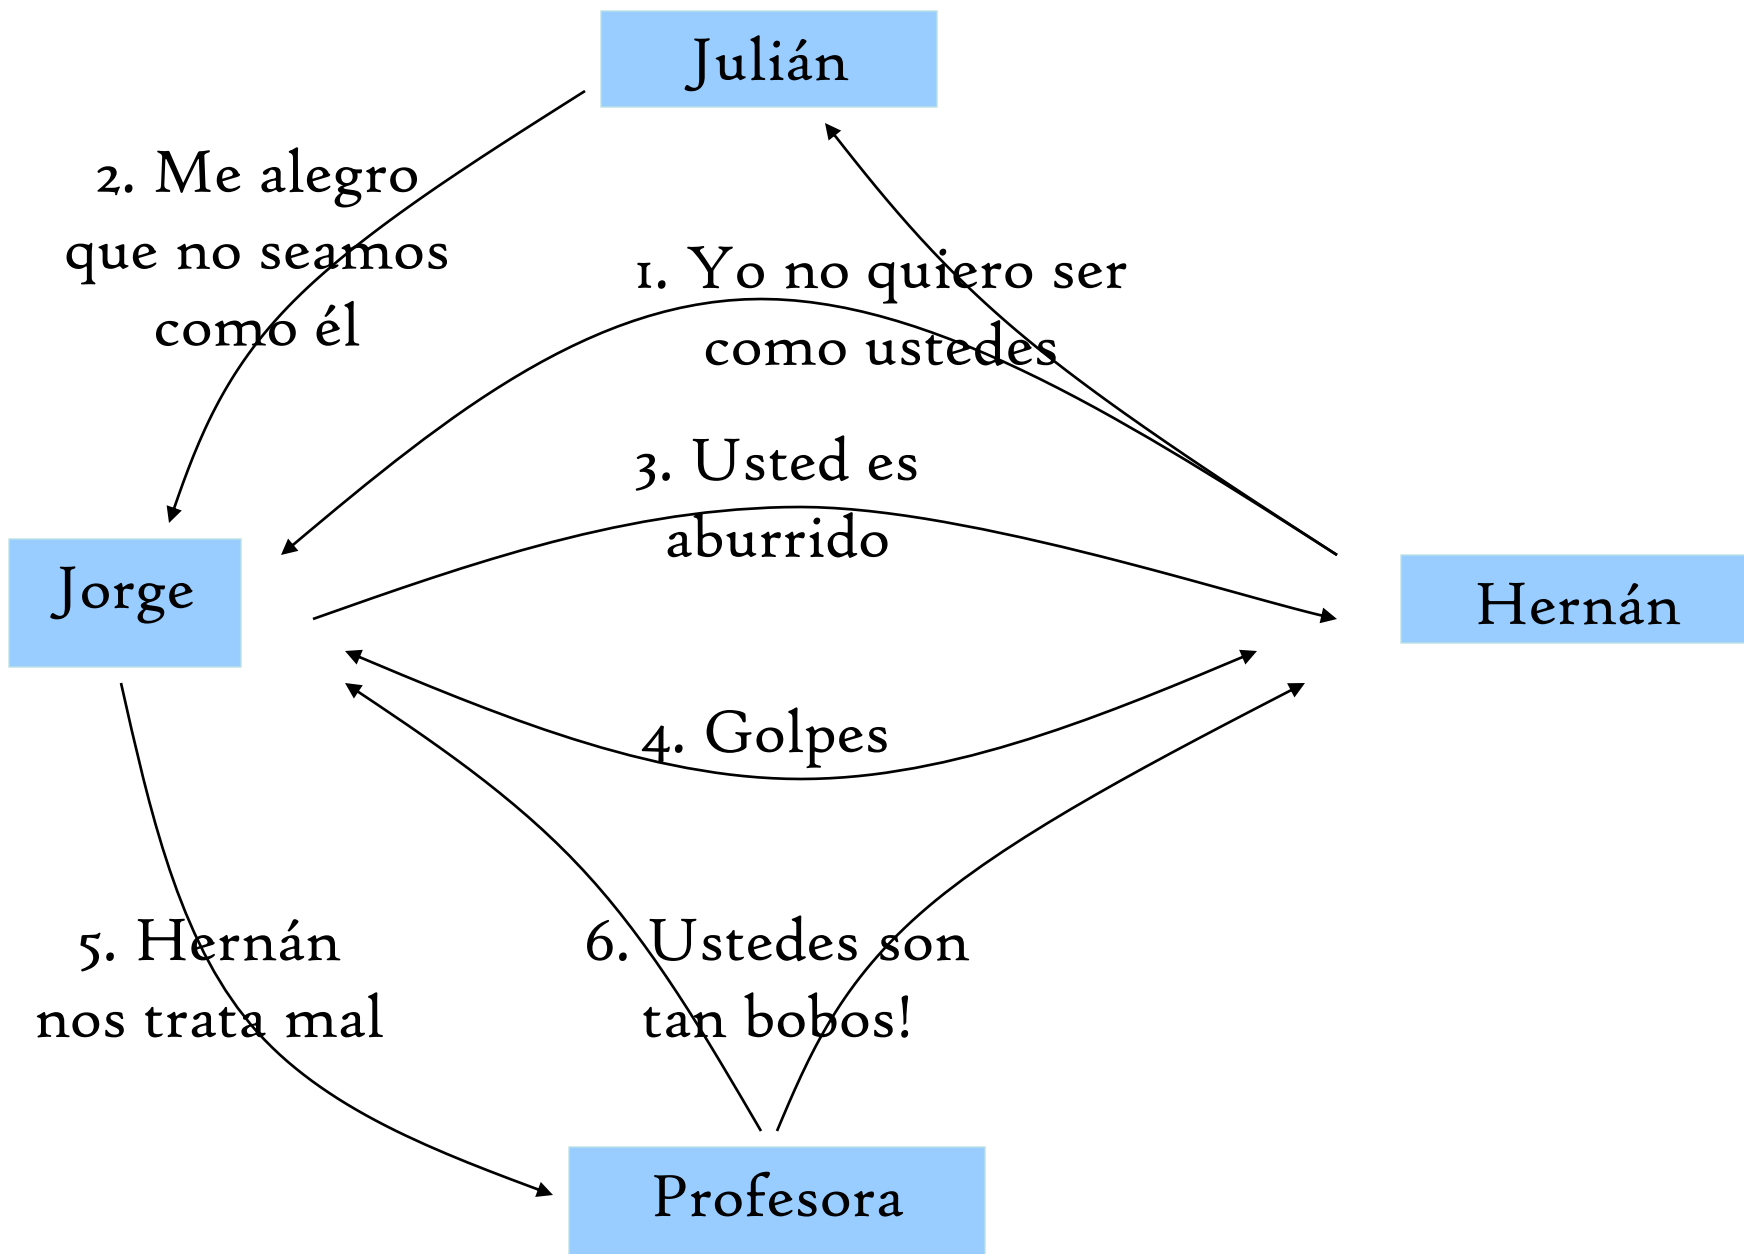 Julián
2. Me alegro
que no seamos
como él
1. Yo no quiero ser
como ustedes
3. Usted es
aburrido
Jorge
Hernán
4. Golpes
5. Hernán
nos trata mal
6. Ustedes son
tan bobos!
Profesora